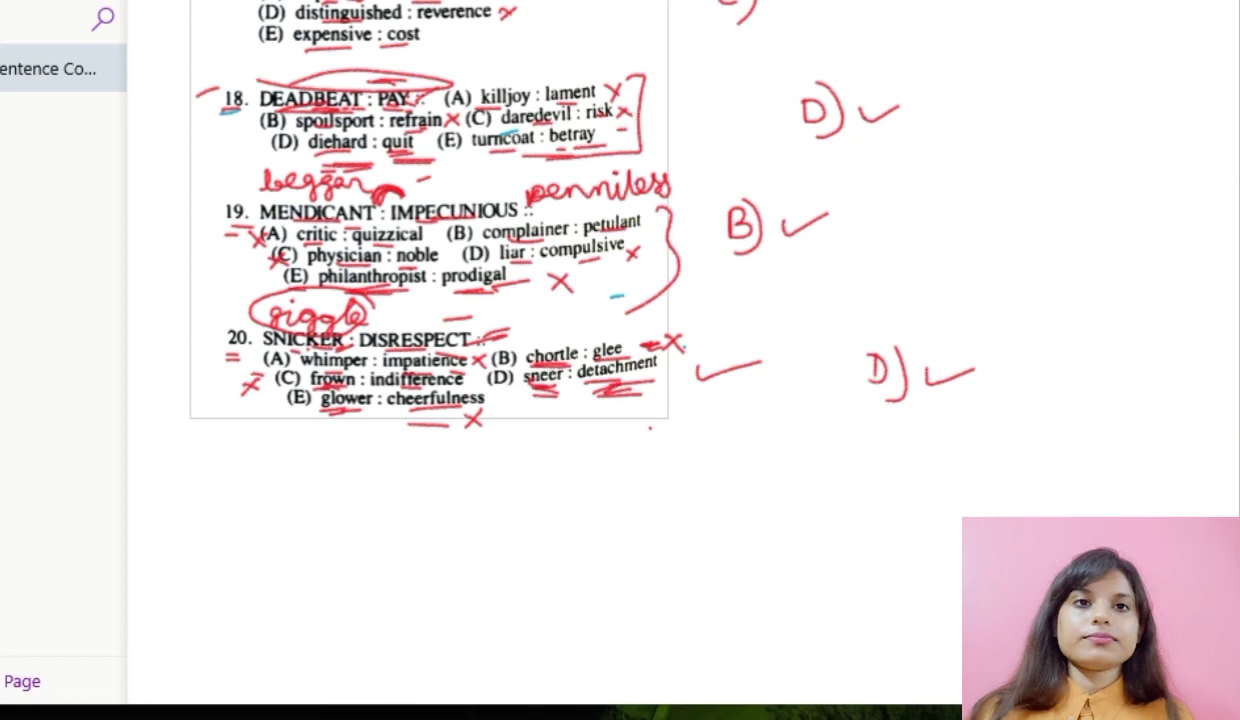 (D) distinguished : reverence x
(E) expensive : cost
entence Co...
18. DEADBEAT : PAY :: (A) killjoy : lament x
(B) spoilsport : refrain x (C) daredevil : risk x
(D) diehard : quit (E) turncoat : betray
D) ✓
beggar
penniless
19. MENDICANT : IMPECUNIOUS ::
(A) critic : quizzical (B) complainer : petulant
(C) physician : noble (D) liar : compulsive x
(E) philanthropist : prodigal x
B) ✓
giggle
20. SNICKER : DISRESPECT ::
(A) whimper : impatience x (B) chortle : glee x
(C) frown : indifference (D) sneer : detachment
(E) glower : cheerfulness
x
D) ✓
Page